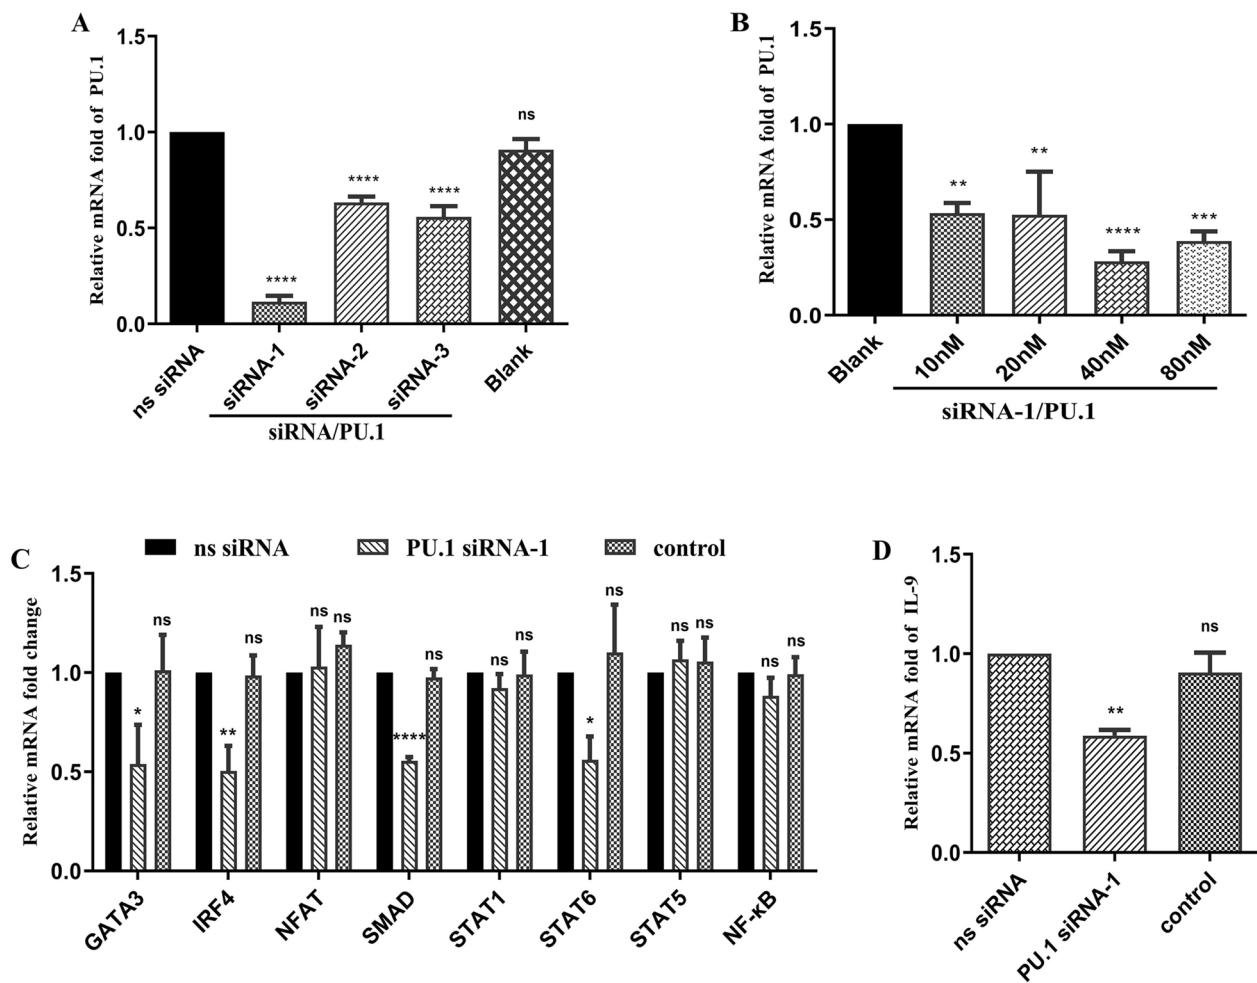 A
Relative mRNA fold of PU.1
1.5
1.0
0.5
0.0
ns
****
****
****
ns siRNA
siRNA-1
siRNA-2
siRNA-3
Blank
siRNA/PU.1
B
Relative mRNA fold of PU.1
1.5
1.0
0.5
0.0
**
**
****
***
Blank
10nM
20nM
40nM
80nM
siRNA-1/PU.1
C
ns siRNA
PU.1 siRNA-1
control
Relative mRNA fold change
1.5
1.0
0.5
0.0
* ns
** ns
ns ns
**** ns
ns ns
* ns
ns ns
ns ns
GATA3
IRF4
NFAT
SMAD
STAT1
STAT6
STAT5
NF-κB
D
Relative mRNA fold of IL-9
1.5
1.0
0.5
0.0
**
ns
ns siRNA
PU.1 siRNA-1
control